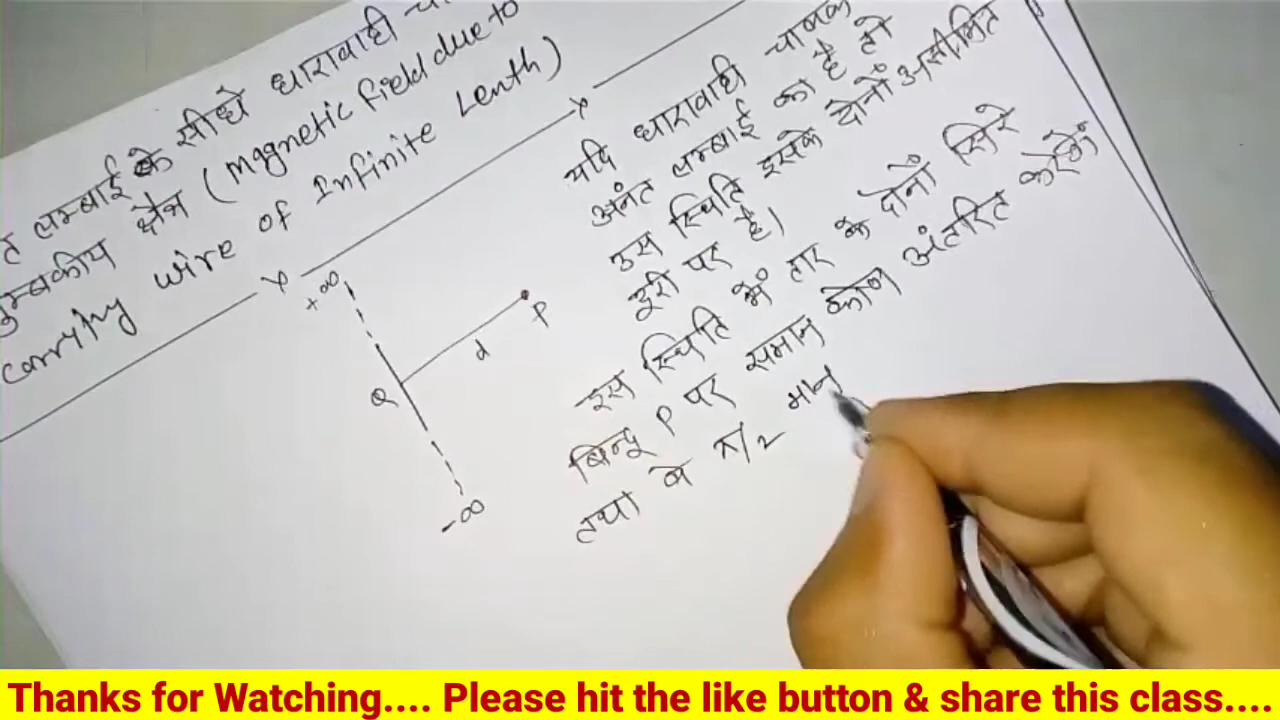 लम्बाई के सीधे धारावाही
चुम्बकीय क्षेत्र (Magnetic Field due to
carrying wire of Infinite Lenth)
+∞
P
d
Q
-∞
यदि धारावाही चालक
अनंत लम्बाई का है तो
उस स्थिति इसके दोनों असीमित
दूरी पर है।
इस स्थिति में तार के दोनों सिरे
बिन्दू P पर समान कोण अंतरित करेंगे
तथा वे π/2 मान
Thanks for Watching.... Please hit the like button & share this class....